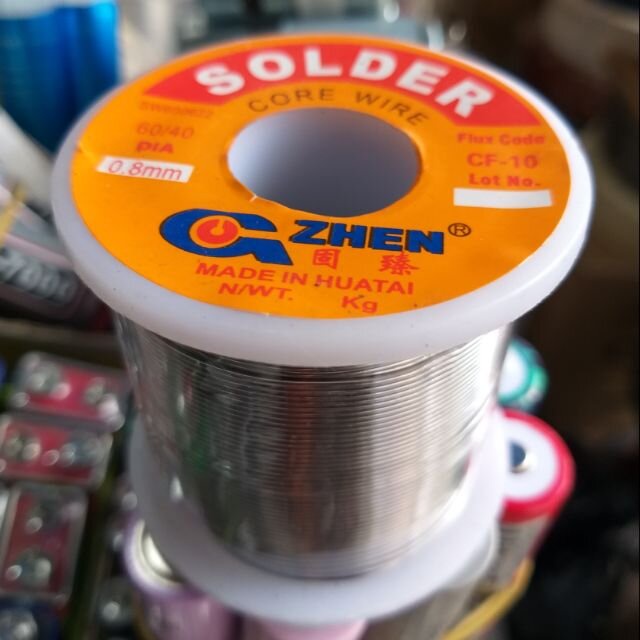 SOLDER
CORE WIRE
60/40
DIA
0.8mm
Flux Code
CF-10
Lot No.
ZHEN®
固臻
MADE IN HUATAI
N/WT. Kg